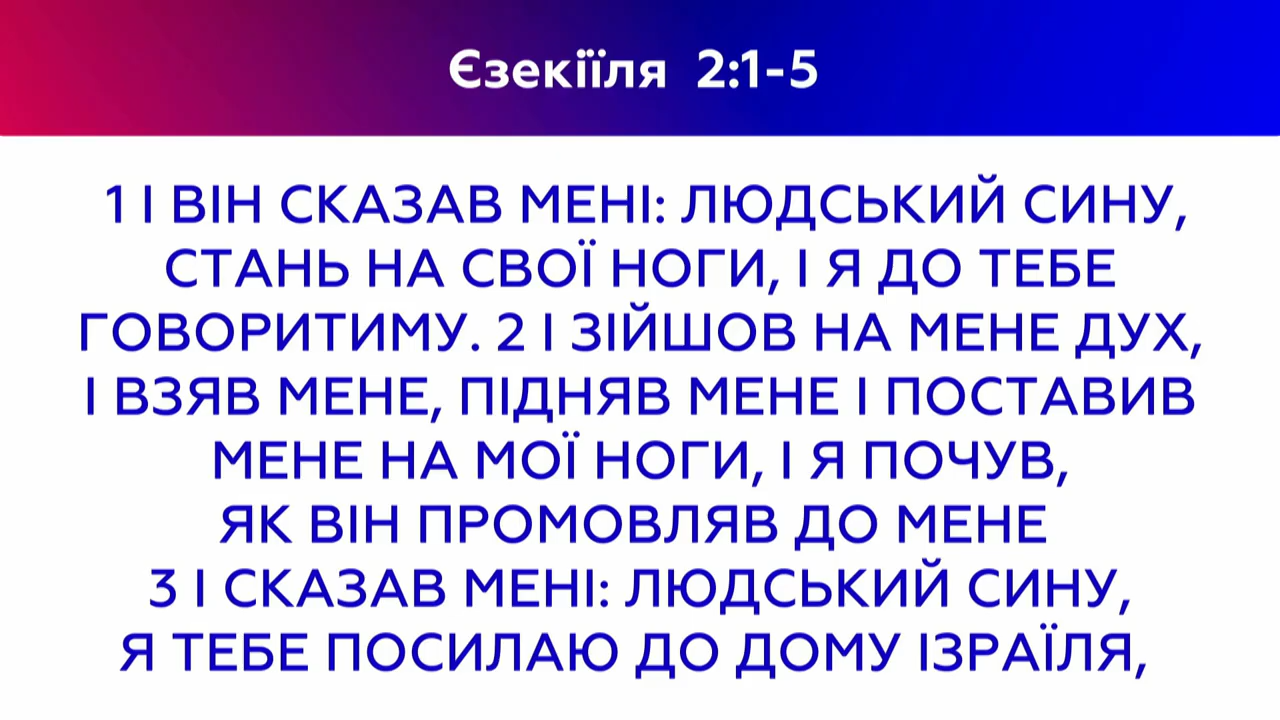 Єзекіїля 2:1-5
1 І ВІН СКАЗАВ МЕНІ: ЛЮДСЬКИЙ СИНУ,
СТАНЬ НА СВОЇ НОГИ, І Я ДО ТЕБЕ
ГОВОРИТИМУ. 2 І ЗІЙШОВ НА МЕНЕ ДУХ,
І ВЗЯВ МЕНЕ, ПІДНЯВ МЕНЕ І ПОСТАВИВ
МЕНЕ НА МОЇ НОГИ, І Я ПОЧУВ,
ЯК ВІН ПРОМОВЛЯВ ДО МЕНЕ
3 І СКАЗАВ МЕНІ: ЛЮДСЬКИЙ СИНУ,
Я ТЕБЕ ПОСИЛАЮ ДО ДОМУ ІЗРАЇЛЯ,